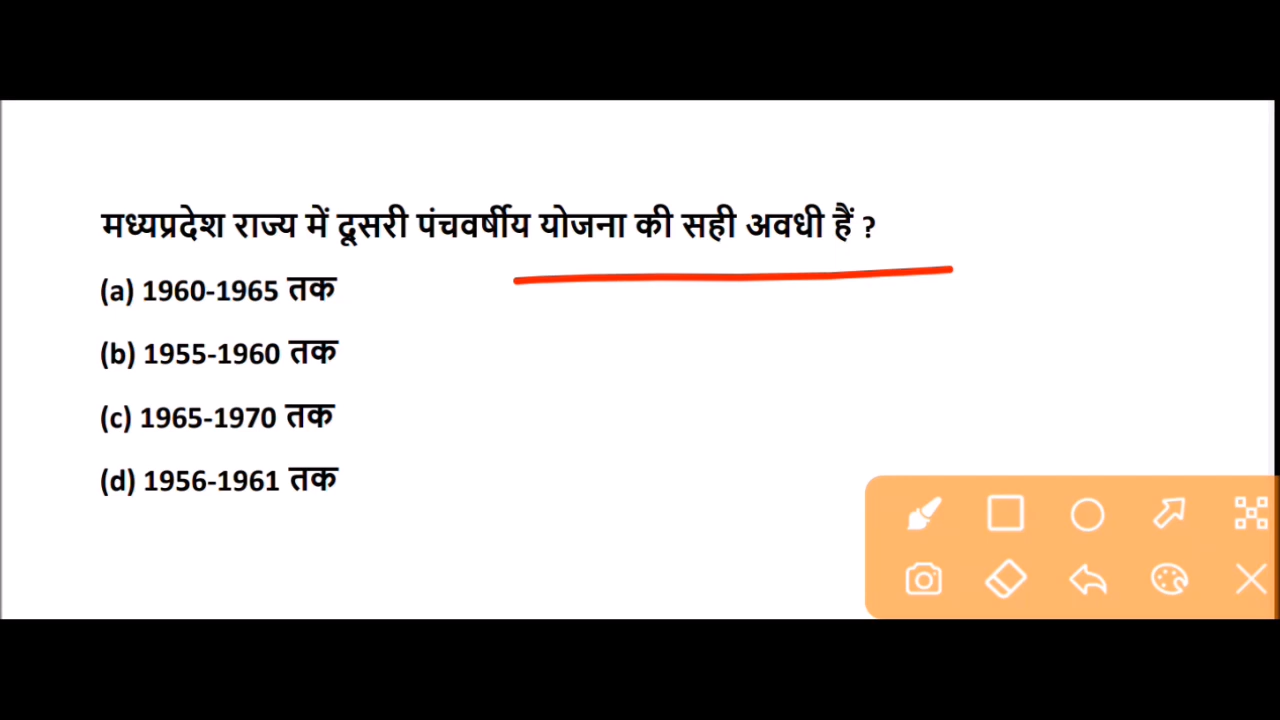 मध्यप्रदेश राज्य में दूसरी पंचवर्षीय योजना की सही अवधी हैं ?
(a) 1960-1965 तक
(b) 1955-1960 तक
(c) 1965-1970 तक
(d) 1956-1961 तक